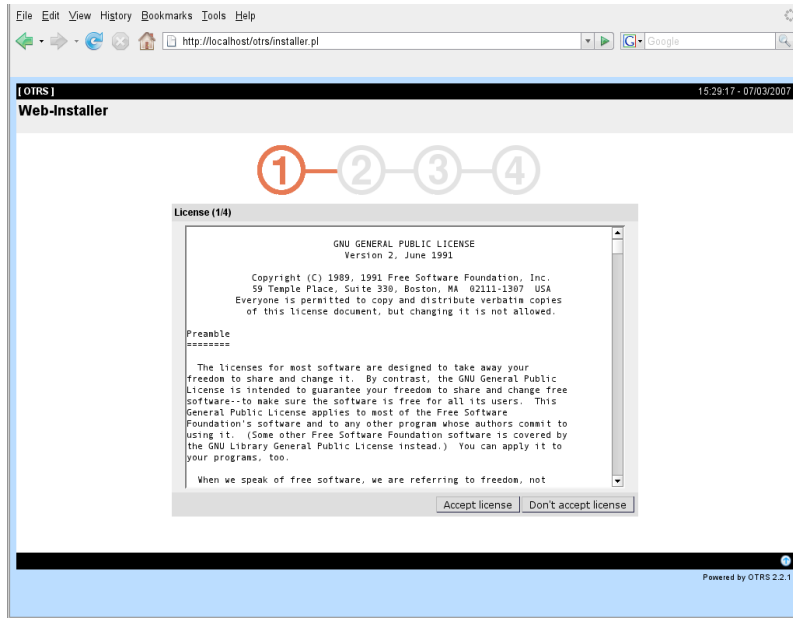 File Edit View History Bookmarks Tools Help
http://localhost/otrs/installer.pl
G Google
[ OTRS ]
15:29:17 - 07/03/2007
Web-Installer
1 2 3 4
License (1/4)
GNU GENERAL PUBLIC LICENSE
Version 2, June 1991
Copyright (C) 1989, 1991 Free Software Foundation, Inc.
59 Temple Place, Suite 330, Boston, MA 02111-1307 USA
Everyone is permitted to copy and distribute verbatim copies
of this license document, but changing it is not allowed.
Preamble
========
The licenses for most software are designed to take away your
freedom to share and change it. By contrast, the GNU General Public
License is intended to guarantee your freedom to share and change free
software--to make sure the software is free for all its users. This
General Public License applies to most of the Free Software
Foundation's software and to any other program whose authors commit to
using it. (Some other Free Software Foundation software is covered by
the GNU Library General Public License instead.) You can apply it to
your programs, too.
When we speak of free software, we are referring to freedom, not
Accept license Don't accept license
Powered by OTRS 2.2.1